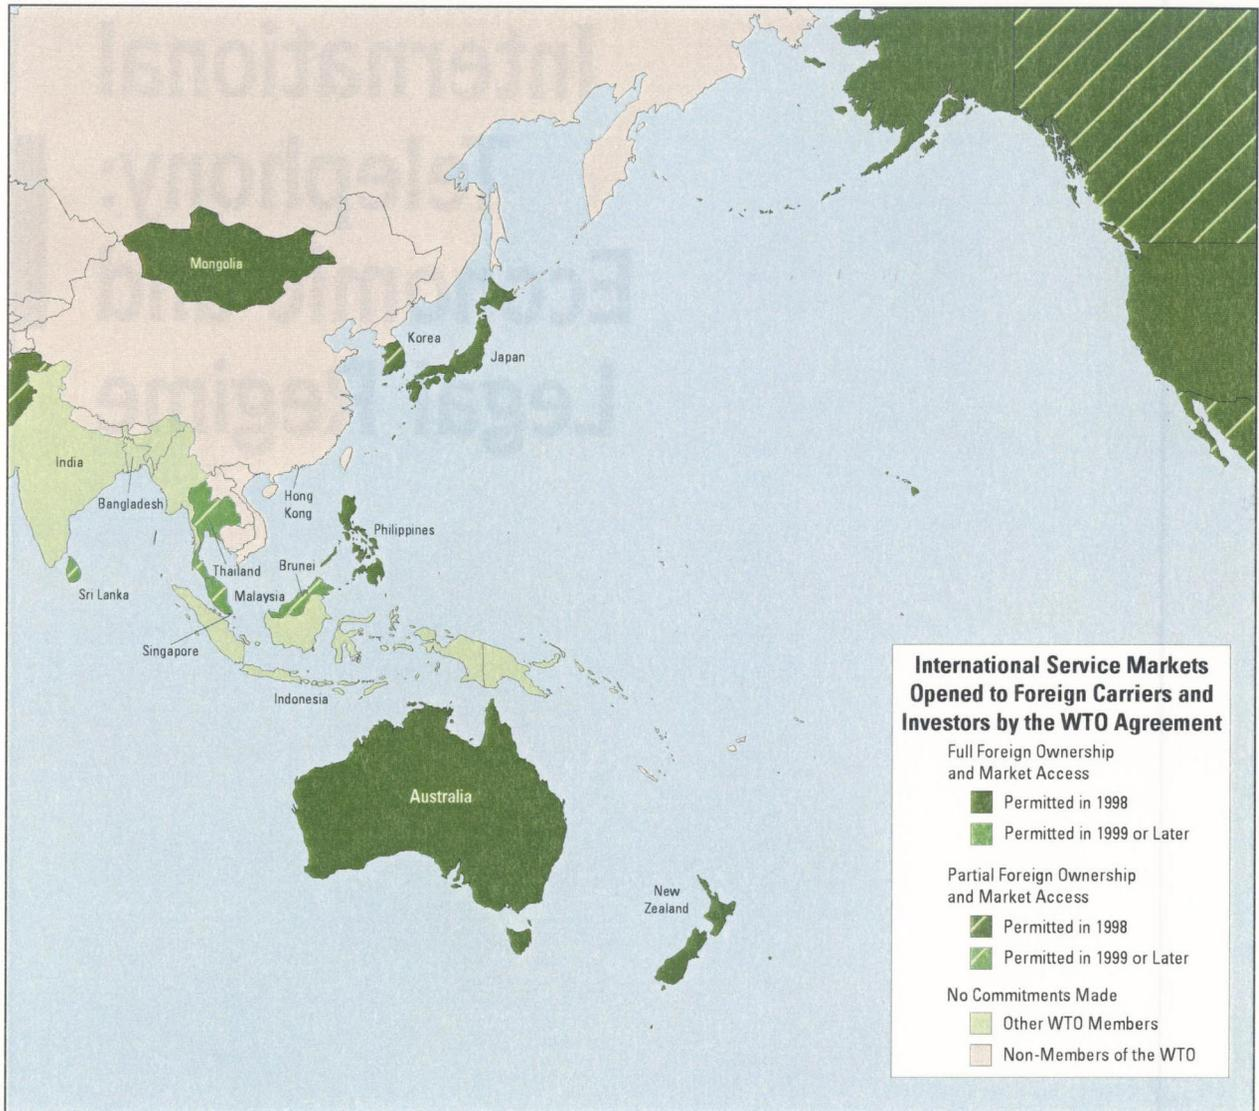 International
Telephony:
Economic and
Legal Regime
Mongolia
Korea
Japan
India
Bangladesh
Hong
Kong
Philippines
Thailand
Brunei
Sri Lanka
Malaysia
Singapore
Indonesia
Australia
New
Zealand
International Service Markets
Opened to Foreign Carriers and
Investors by the WTO Agreement
Full Foreign Ownership
and Market Access
Permitted in 1998
Permitted in 1999 or Later
Partial Foreign Ownership
and Market Access
Permitted in 1998
Permitted in 1999 or Later
No Commitments Made
Other WTO Members
Non-Members of the WTO